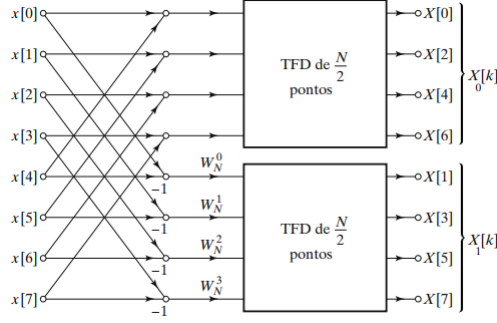 x[0]
X[0]
x[1]
X[2]
TFD de N/2
pontos
x[2]
X[4]
X₀[k]
x[3]
X[6]
x[4]
-1
W_N^0
X[1]
x[5]
-1
W_N^1
X[3]
TFD de N/2
pontos
x[6]
-1
W_N^2
X[5]
X₁[k]
x[7]
-1
W_N^3
X[7]